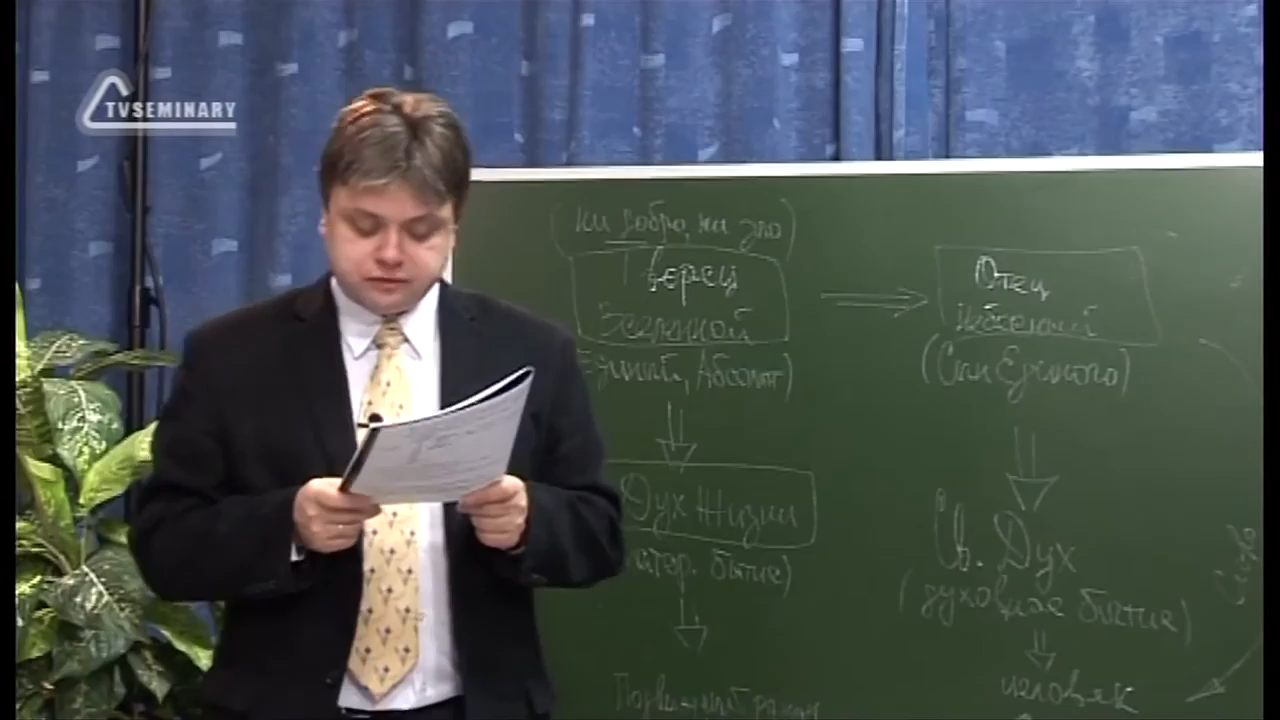 TVSEMINARY
(ни добро, ни зло)
Творец
Вселенной
Единый, Абсолют)
Дух Жизни
матер. бытие)
Отец
Небесный
(Сын Единого)
Св. Дух
(духовное бытие)
человек